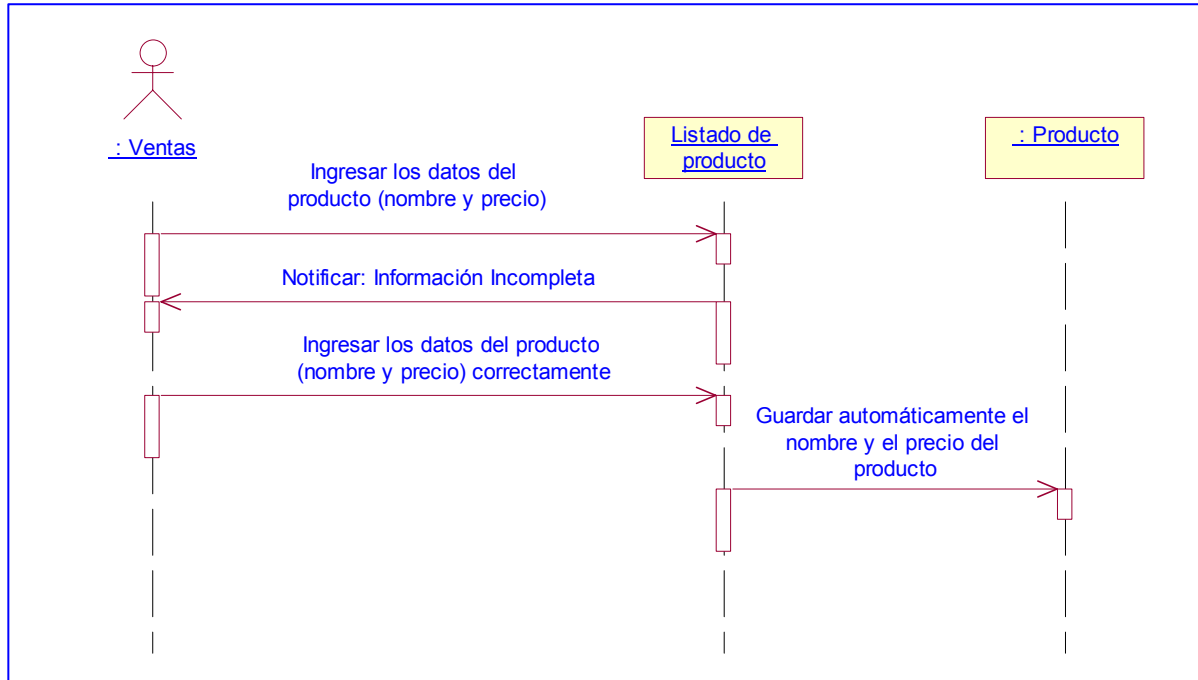 : Ventas
Listado de
producto
: Producto
Ingresar los datos del
producto (nombre y precio)
Notificar: Información Incompleta
Ingresar los datos del producto
(nombre y precio) correctamente
Guardar automáticamente el
nombre y el precio del
producto